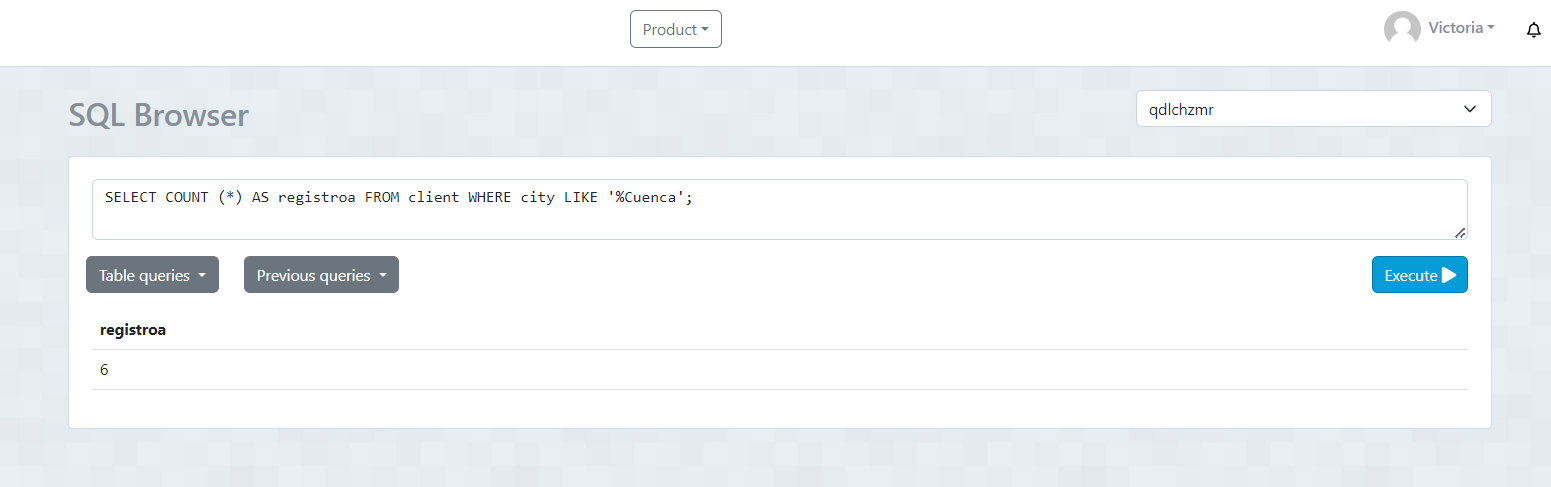 Product
Victoria
SQL Browser
qdlchzmr
SELECT COUNT (*) AS registroa FROM client WHERE city LIKE '%Cuenca';
Table queries
Previous queries
Execute
registroa
6